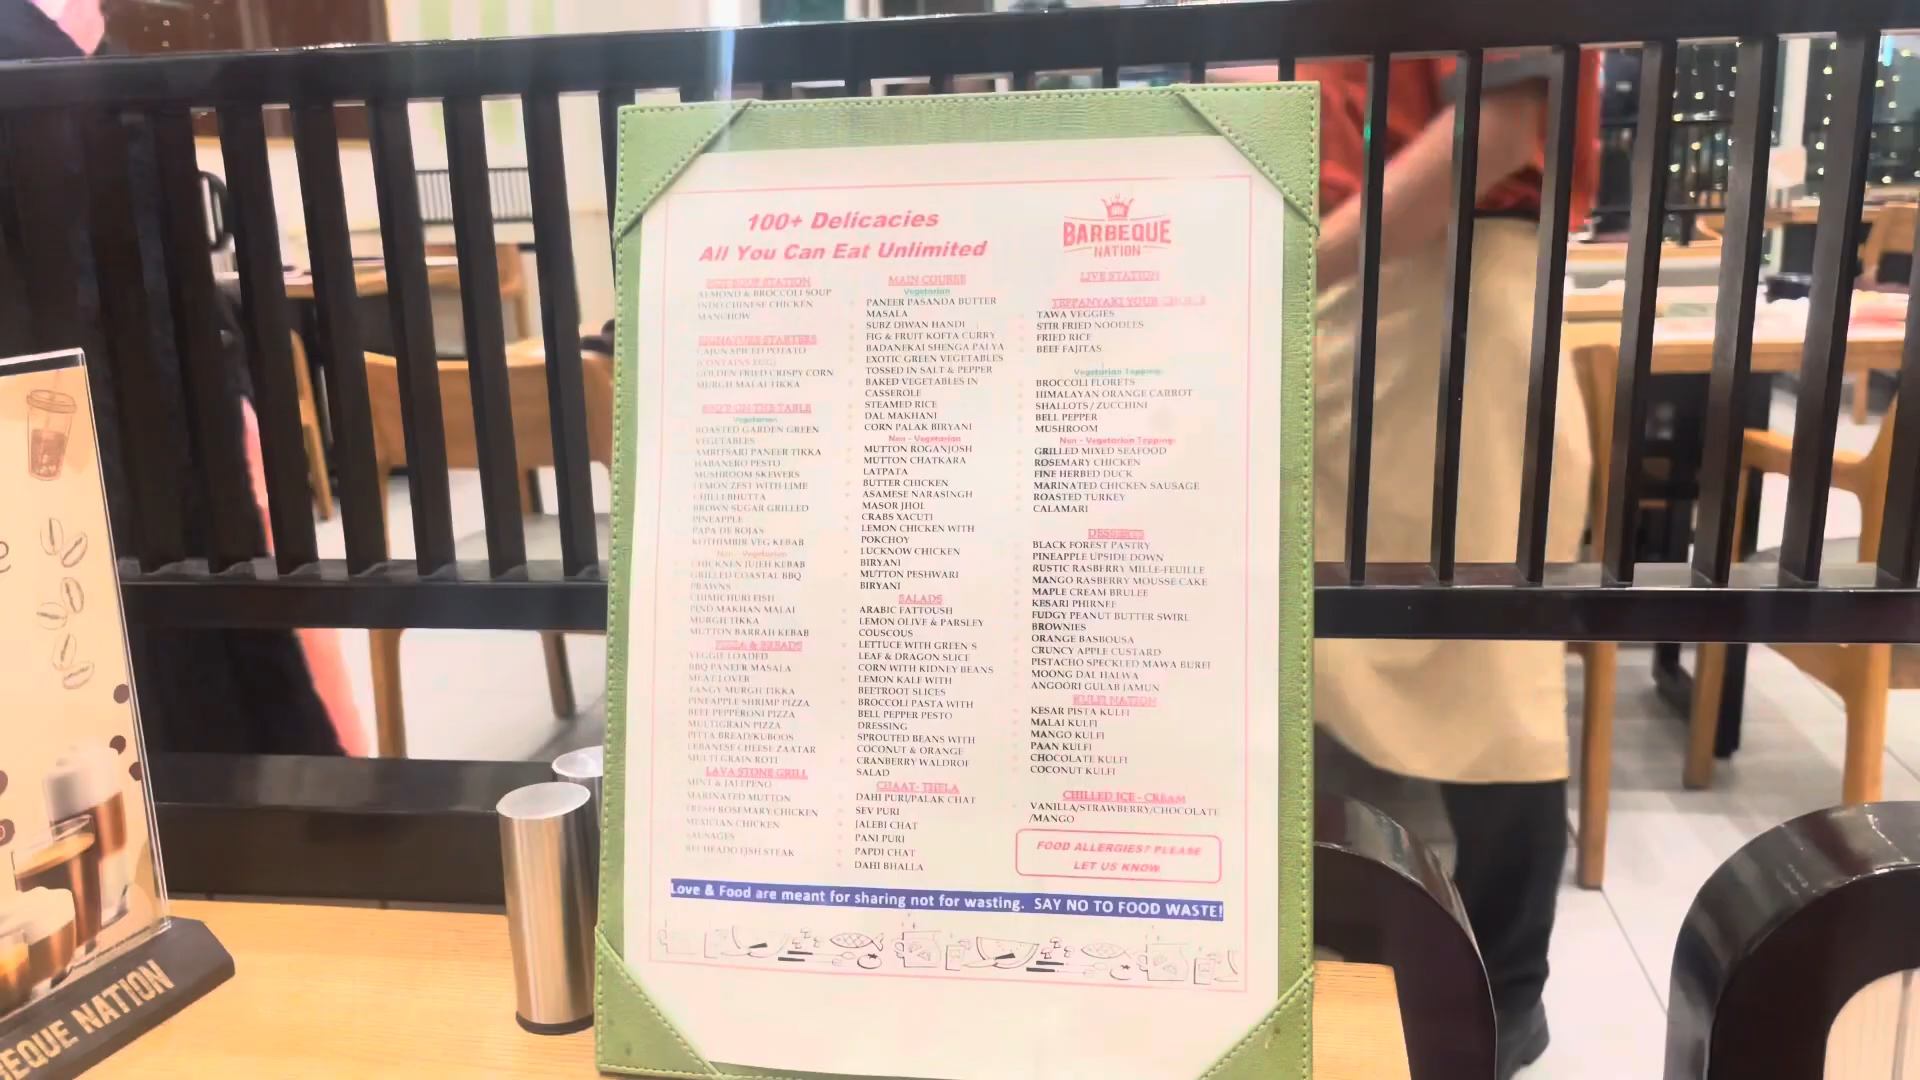 100+ Delicacies
All You Can Eat Unlimited
BARBEQUE
NATION
HOT SOUP STATION
ALMOND & BROCCOLI SOUP
INDO CHINESE CHICKEN
MANCHOW
SIGNATURE STARTERS
CAJUN SPICED POTATO
(CONTAINS EGG)
GOLDEN FRIED CRISPY CORN
MURGH MALAI TIKKA
ON THE TABLE
Vegetarian
ROASTED GARDEN GREEN
VEGETABLES
AMRITSARI PANEER TIKKA
HABANERO PESTO
MUSHROOM SKEWERS
LEMON ZEST WITH LIME
CHILLI BHUTTA
BROWN SUGAR GRILLED
PINEAPPLE
PAPA DE ROJAS
KOTHIMBIR VEG KEBAB
Non - Vegetarian
CHICKNEN JUJEH KEBAB
GRILLED COASTAL BBQ
PRAWNS
CHIMICHURI FISH
PIND MAKHAN MALAI
MURGH TIKKA
MUTTON BARRAH KEBAB
PIZZA & BREADS
VEGGIE LOADED
BBQ PANEER MASALA
MEAT LOVER
TANGY MURGH TIKKA
PINEAPPLE SHRIMP PIZZA
BEEF PEPPERONI PIZZA
MULTIGRAIN PIZZA
PITTA BREAD/KUBOOS
LEBANESE CHEESE ZAATAR
MULTI GRAIN ROTI
LAVA STONE GRILL
MINT & JALEPENO
MARINATED MUTTON
FRESH ROSEMARY CHICKEN
MEXICIAN CHICKEN
SAUSAGES
RECHEADO FISH STEAK
MAIN COURSE
Vegetarian
PANEER PASANDA BUTTER
MASALA
SUBZ DIWAN HANDI
FIG & FRUIT KOFTA CURRY
BADANEKAI SHENGA PALYA
EXOTIC GREEN VEGETABLES
TOSSED IN SALT & PEPPER
BAKED VEGETABLES IN
CASSEROLE
STEAMED RICE
DAL MAKHANI
CORN PALAK BIRYANI
Non - Vegetarian
MUTTON ROGANJOSH
MUTTON CHATKARA
LATPATA
BUTTER CHICKEN
ASAMESE NARASINGH
MASOR JHOL
CRABS XACUTI
LEMON CHICKEN WITH
POKCHOY
LUCKNOW CHICKEN
BIRYANI
MUTTON PESHWARI
BIRYANI
SALADS
ARABIC FATTOUSH
LEMON OLIVE & PARSLEY
COUSCOUS
LETTUCE WITH GREEN S
LEAF & DRAGON SLICE
CORN WITH KIDNEY BEANS
LEMON KALE WITH
BEETROOT SLICES
BROCCOLI PASTA WITH
BELL PEPPER PESTO
DRESSING
SPROUTED BEANS WITH
COCONUT & ORANGE
CRANBERRY WALDROF
SALAD
CHAAT- THELA
DAHI PURI/PALAK CHAT
SEV PURI
JALEBI CHAT
PANI PURI
PAPDI CHAT
DAHI BHALLA
LIVE STATION
TEPPANYAKI YOUR CHOICE
TAWA VEGGIES
STIR FRIED NOODLES
FRIED RICE
BEEF FAJITAS
Vegetarian Topping:
BROCCOLI FLORETS
HIMALAYAN ORANGE CARROT
SHALLOTS / ZUCCHINI
BELL PEPPER
MUSHROOM
Non - Vegetarian Topping:
GRILLED MIXED SEAFOOD
ROSEMARY CHICKEN
FINE HERBED DUCK
MARINATED CHICKEN SAUSAGE
ROASTED TURKEY
CALAMARI
DESSERTS
BLACK FOREST PASTRY
PINEAPPLE UPSIDE DOWN
RUSTIC RASBERRY MILLE-FEUILLE
MANGO RASBERRY MOUSSE CAKE
MAPLE CREAM BRULEE
KESARI PHIRNEE
FUDGY PEANUT BUTTER SWIRL
BROWNIES
ORANGE BASBOUSA
CRUNCY APPLE CUSTARD
PISTACHO SPECKLED MAWA BURFI
MOONG DAL HALWA
ANGOORI GULAB JAMUN
KULFI NATION
KESAR PISTA KULFI
MALAI KULFI
MANGO KULFI
PAAN KULFI
CHOCOLATE KULFI
COCONUT KULFI
CHILLED ICE - CREAM
VANILLA/STRAWBERRY/CHOCOLATE
/MANGO
FOOD ALLERGIES? PLEASE
LET US KNOW
Love & Food are meant for sharing not for wasting. SAY NO TO FOOD WASTE!
EQUE NATION